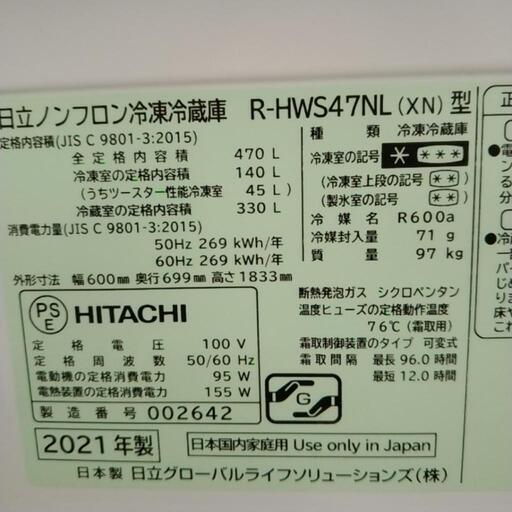 日立ノンフロン冷凍冷蔵庫 R-HWS47NL(XN)型
定格内容積(JIS C 9801-3:2015)
全定格内容積 470 L
冷凍室の定格内容積 140 L
(うちツースター性能冷凍室 45 L)
冷蔵室の定格内容積 330 L
消費電力量(JIS C 9801-3:2015)
50Hz 269 kWh/年
60Hz 269 kWh/年
外形寸法 幅600mm 奥行699mm 高さ1833mm
種類 冷凍冷蔵庫
冷凍室の記号 * ***
(冷凍室上段の記号 **)
(製氷室の記号 **)
冷媒名 R600a
冷媒封入量 71 g
質量 97 kg
PS
E
HITACHI
定格電圧 100 V
定格周波数 50/60 Hz
電動機の定格消費電力 95 W
電熱装置の定格消費電力 155 W
製造番号 002642
断熱発泡ガス シクロペンタン
温度ヒューズの定格動作温度
76℃(霜取用)
霜取制御装置のタイプ 可変式
霜取間隔 最長 96.0 時間
最短 12.0 時間
G
2021年製
日本国内家庭用 Use only in Japan
日本製 日立グローバルライフソリューションズ(株)